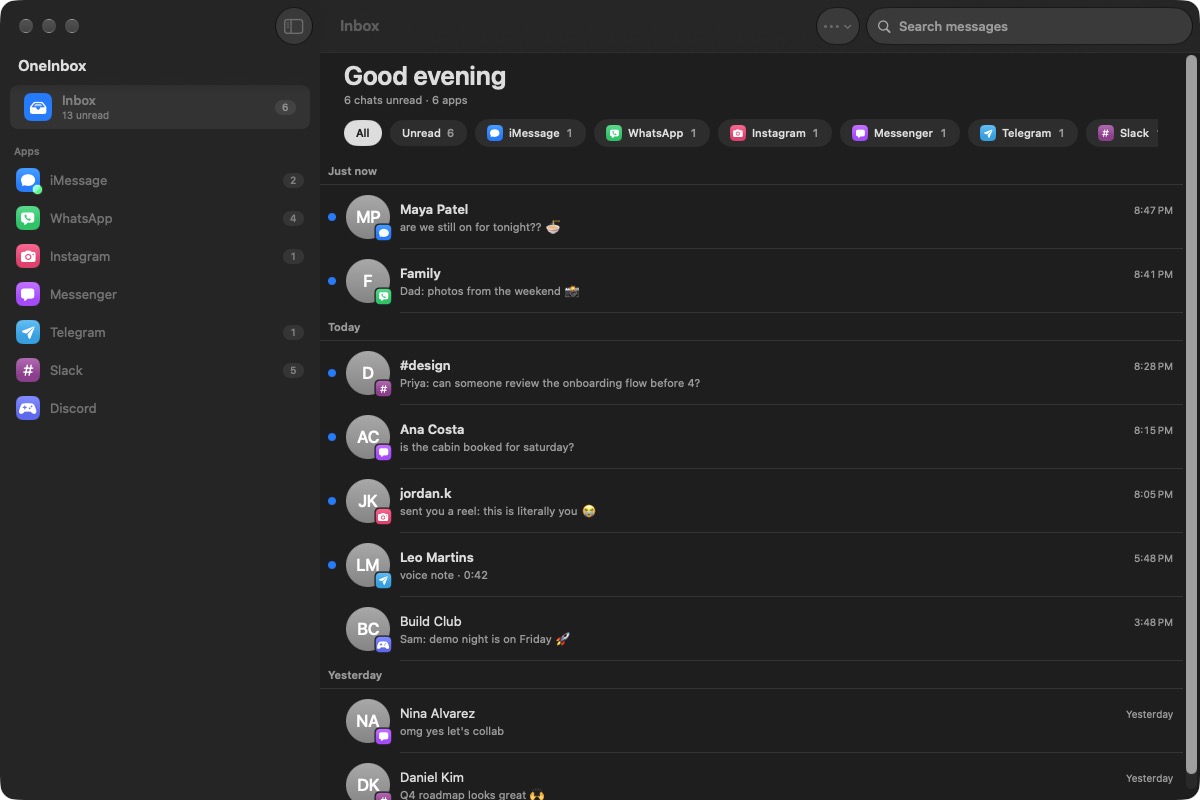 Inbox
Search messages
OneInbox
Inbox
13 unread
6
Apps
iMessage 2
WhatsApp 4
Instagram 1
Messenger
Telegram 1
# Slack 5
Discord
Good evening
6 chats unread · 6 apps
All
Unread 6
iMessage 1
WhatsApp 1
Instagram 1
Messenger 1
Telegram 1
# Slack
Just now
MP
Maya Patel
8:47 PM
are we still on for tonight?? 🍜
F
Family
8:41 PM
Dad: photos from the weekend 📸
Today
D
#
#design
8:28 PM
Priya: can someone review the onboarding flow before 4?
AC
Ana Costa
8:15 PM
is the cabin booked for saturday?
JK
jordan.k
8:05 PM
sent you a reel: this is literally you 😭
LM
Leo Martins
5:48 PM
voice note · 0:42
BC
Build Club
3:48 PM
Sam: demo night is on Friday 🚀
Yesterday
NA
Nina Alvarez
Yesterday
omg yes let's collab
DK
Daniel Kim
Yesterday
Q4 roadmap looks great 🙌